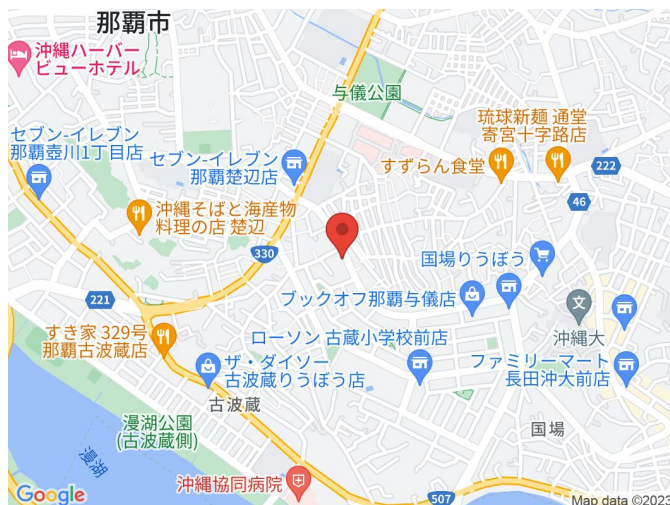 那覇市
沖縄ハーバー
ビューホテル
与儀公園
琉球新麺 通堂
寄宮十字路店
セブン-イレブン
那覇壺川1丁目店
セブン-イレブン
那覇楚辺店
すずらん食堂
222
沖縄そばと海産物
料理の店 楚辺
46
330
国場りうぼう
221
ブックオフ那覇与儀店
すき家 329号
那覇古波蔵店
ローソン 古蔵小学校前店
沖縄大
ザ・ダイソー
古波蔵りうぼう店
ファミリーマート
長田沖大前店
古波蔵
漫湖公園
(古波蔵側)
国場
漫湖
沖縄協同病院
507
Google
Map data ©2023